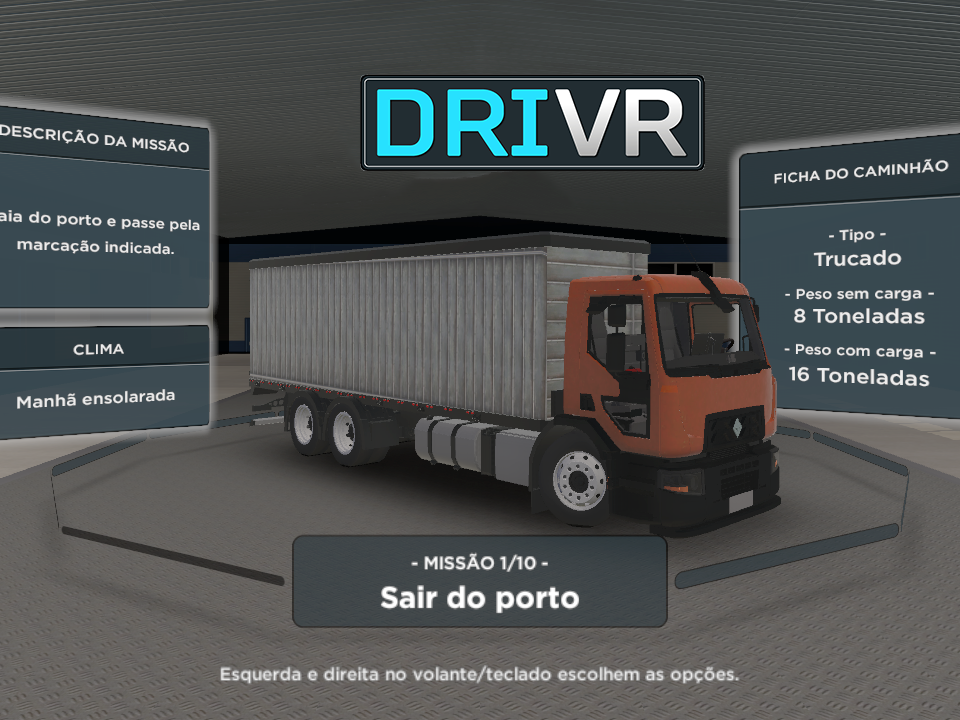 DRIVR
DESCRIÇÃO DA MISSÃO
do porto e passe pela
marcação indicada.
CLIMA
Manhã ensolarada
FICHA DO CAMINHÃO
- Tipo -
Trucado
- Peso sem carga -
8 Toneladas
- Peso com carga -
16 Toneladas
- MISSÃO 1/10 -
Sair do porto
Esquerda e direita no volante/teclado escolhem as opções.